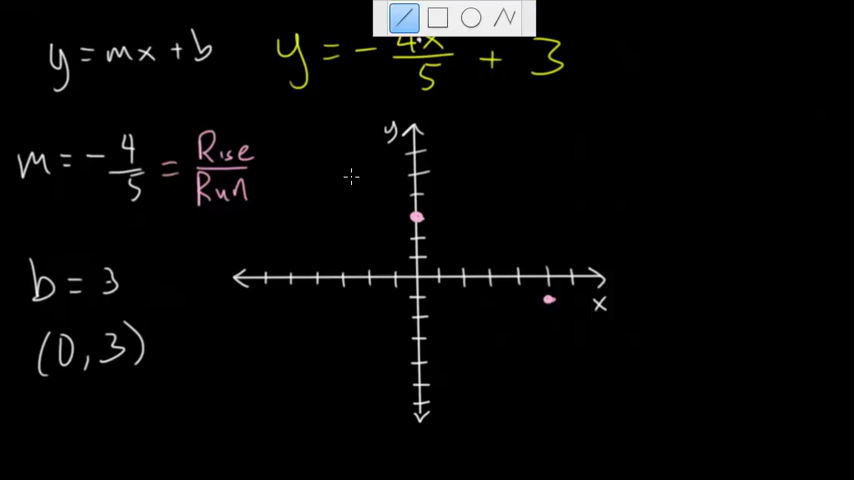 y = mx + b
y = - 4x/5 + 3
y
m = - 4/5 = Rise/Run
b = 3
x
(0, 3)